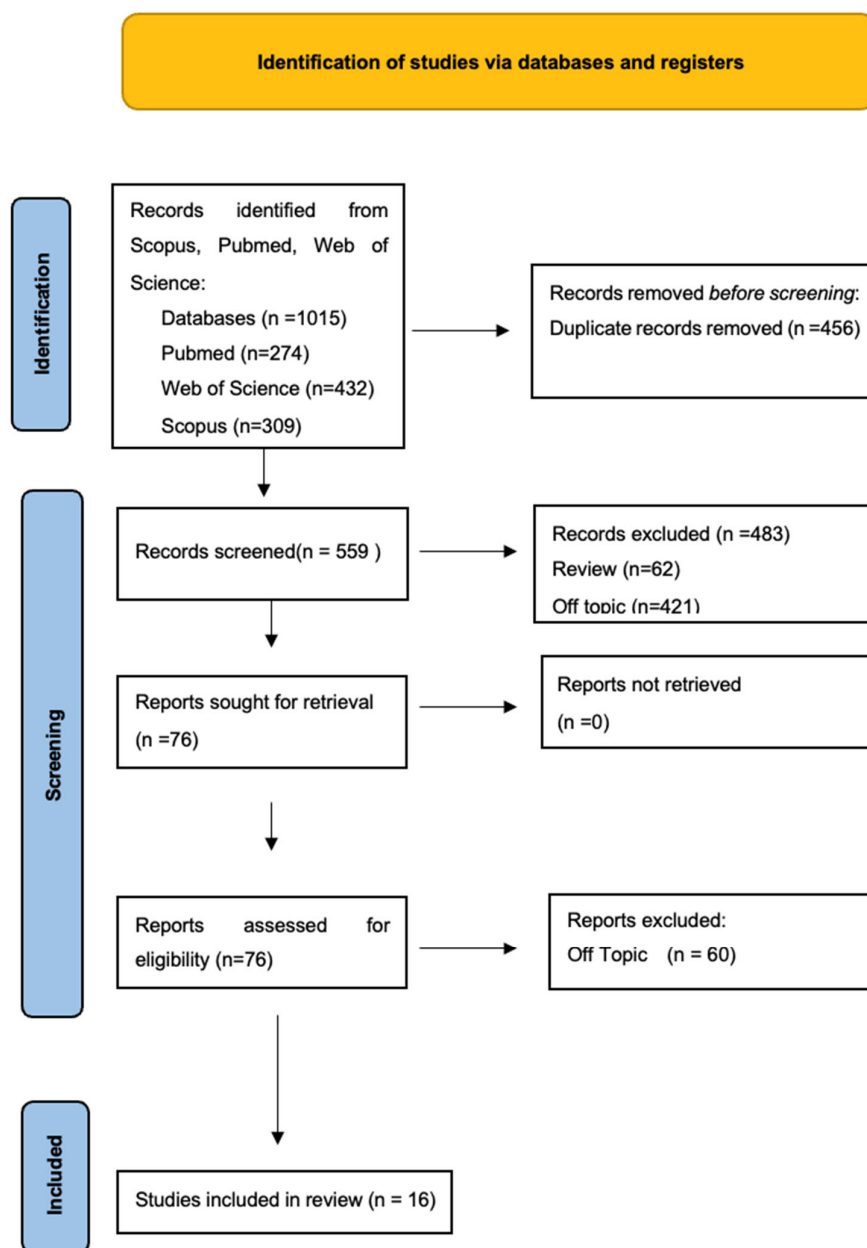 Identification of studies via databases and registers
Identification
Records identified from
Scopus, Pubmed, Web of
Science:
Databases (n =1015)
Pubmed (n=274)
Web of Science (n=432)
Scopus (n=309)
Records removed before screening:
Duplicate records removed (n =456)
Screening
Records screened(n = 559 )
Records excluded (n =483)
Review (n=62)
Off topic (n=421)
Reports sought for retrieval
(n =76)
Reports not retrieved
(n =0)
Reports assessed for
eligibility (n=76)
Reports excluded:
Off Topic (n = 60)
Included
Studies included in review (n = 16)